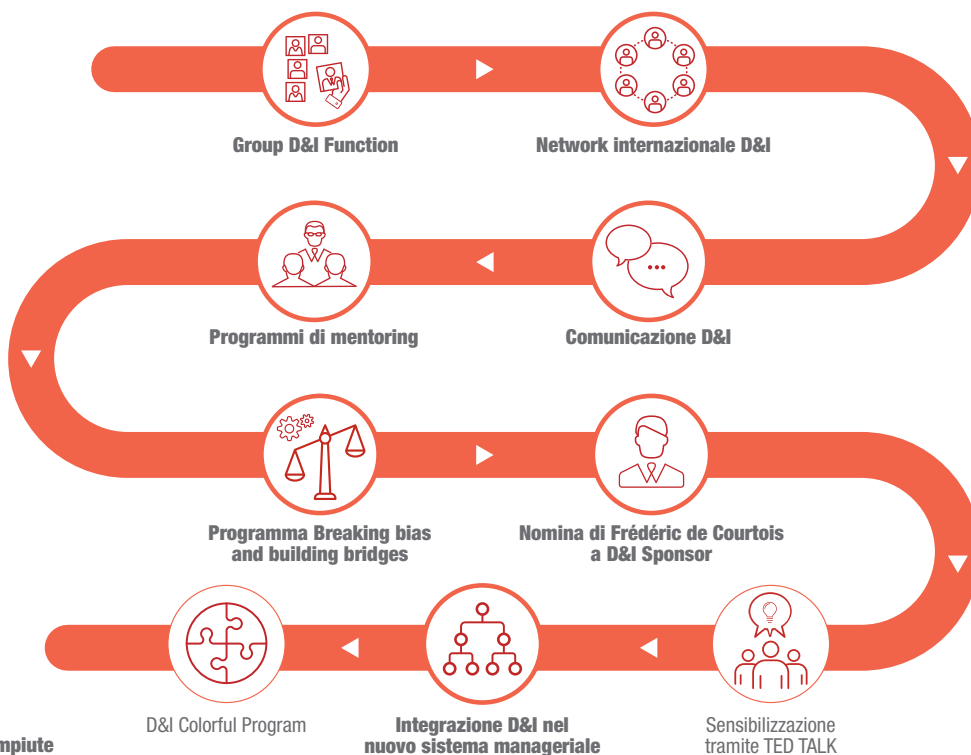 Group D&I Function
Network internazionale D&I
Programmi di mentoring
Comunicazione D&I
Programma Breaking bias
and building bridges
Nomina di Frédéric de Courtois
a D&I Sponsor
D&I Colorful Program
Integrazione D&I nel
nuovo sistema manageriale
Sensibilizzazione
tramite TED TALK